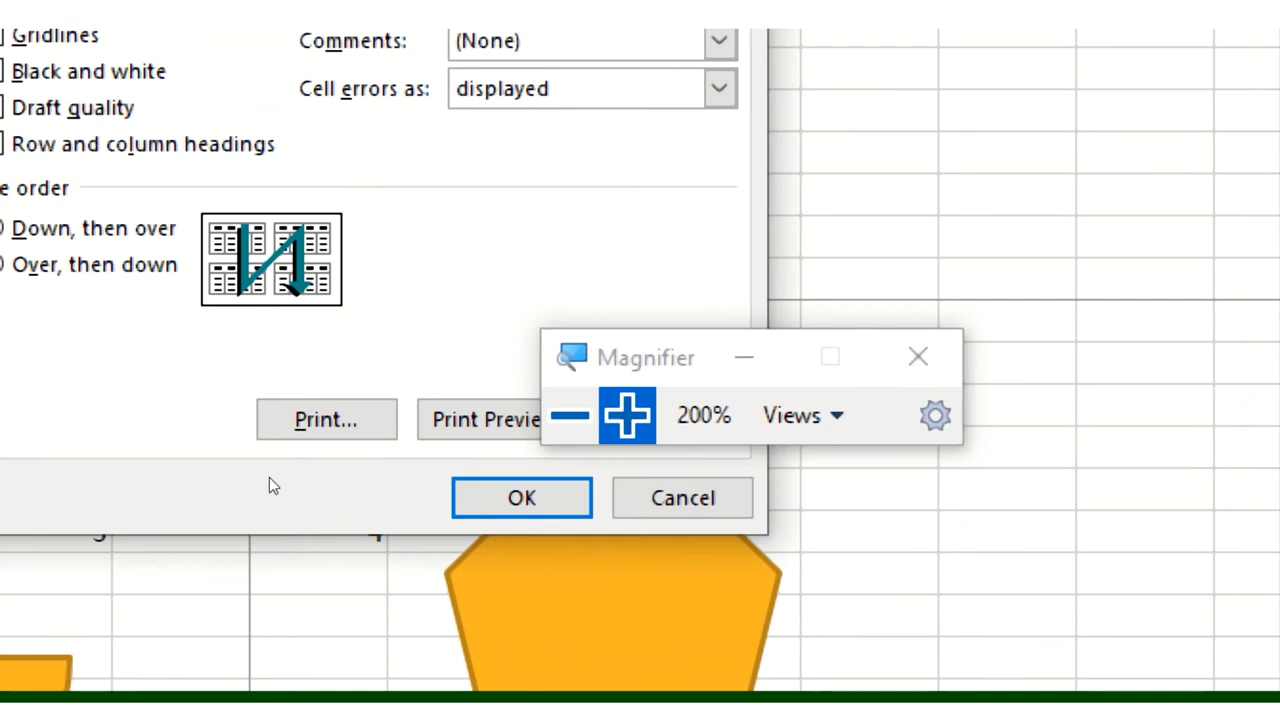 Gridlines
Comments: (None)
Black and white
Cell errors as: displayed
Draft quality
Row and column headings
e order
Down, then over
Over, then down
Magnifier
200% Views
Print... Print Previe
OK Cancel
4